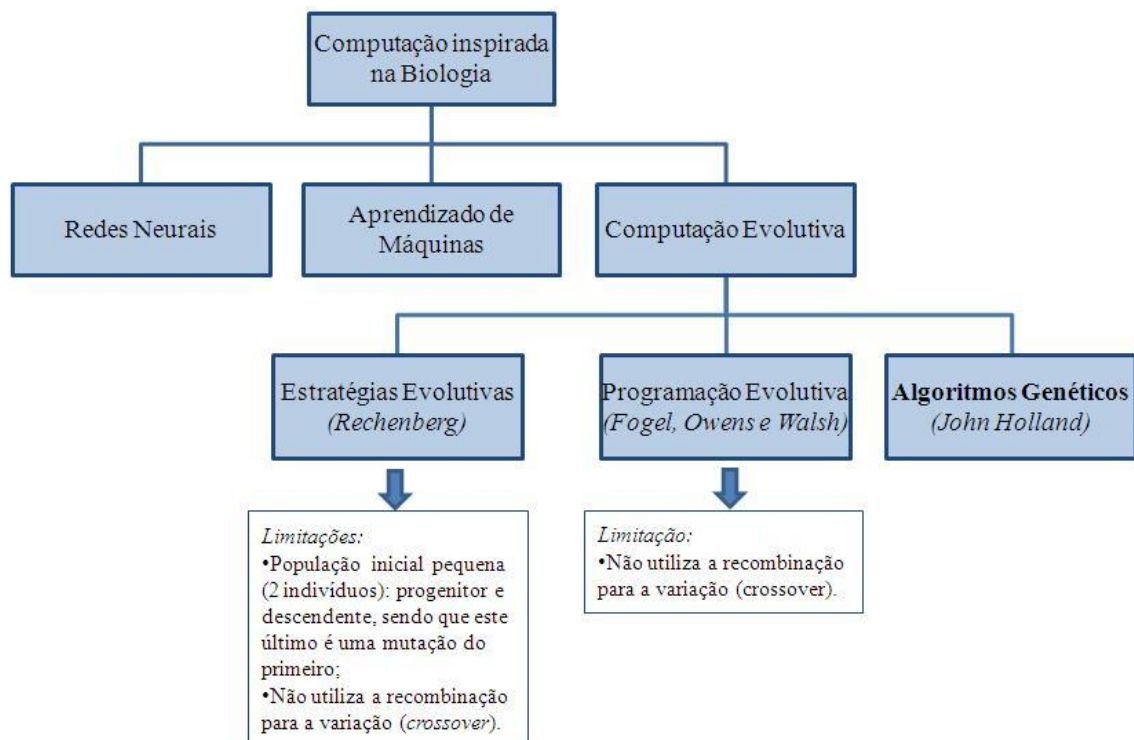 Computação inspirada
na Biologia
Redes Neurais
Aprendizado de
Máquinas
Computação Evolutiva
Estratégias Evolutivas
(Rechenberg)
Programação Evolutiva
(Fogel, Owens e Walsh)
Algoritmos Genéticos
(John Holland)
Limitações:
•População inicial pequena
(2 indivíduos): progenitor e
descendente, sendo que este
último é uma mutação do
primeiro;
•Não utiliza a recombinação
para a variação (crossover).
Limitação:
•Não utiliza a recombinação
para a variação (crossover).